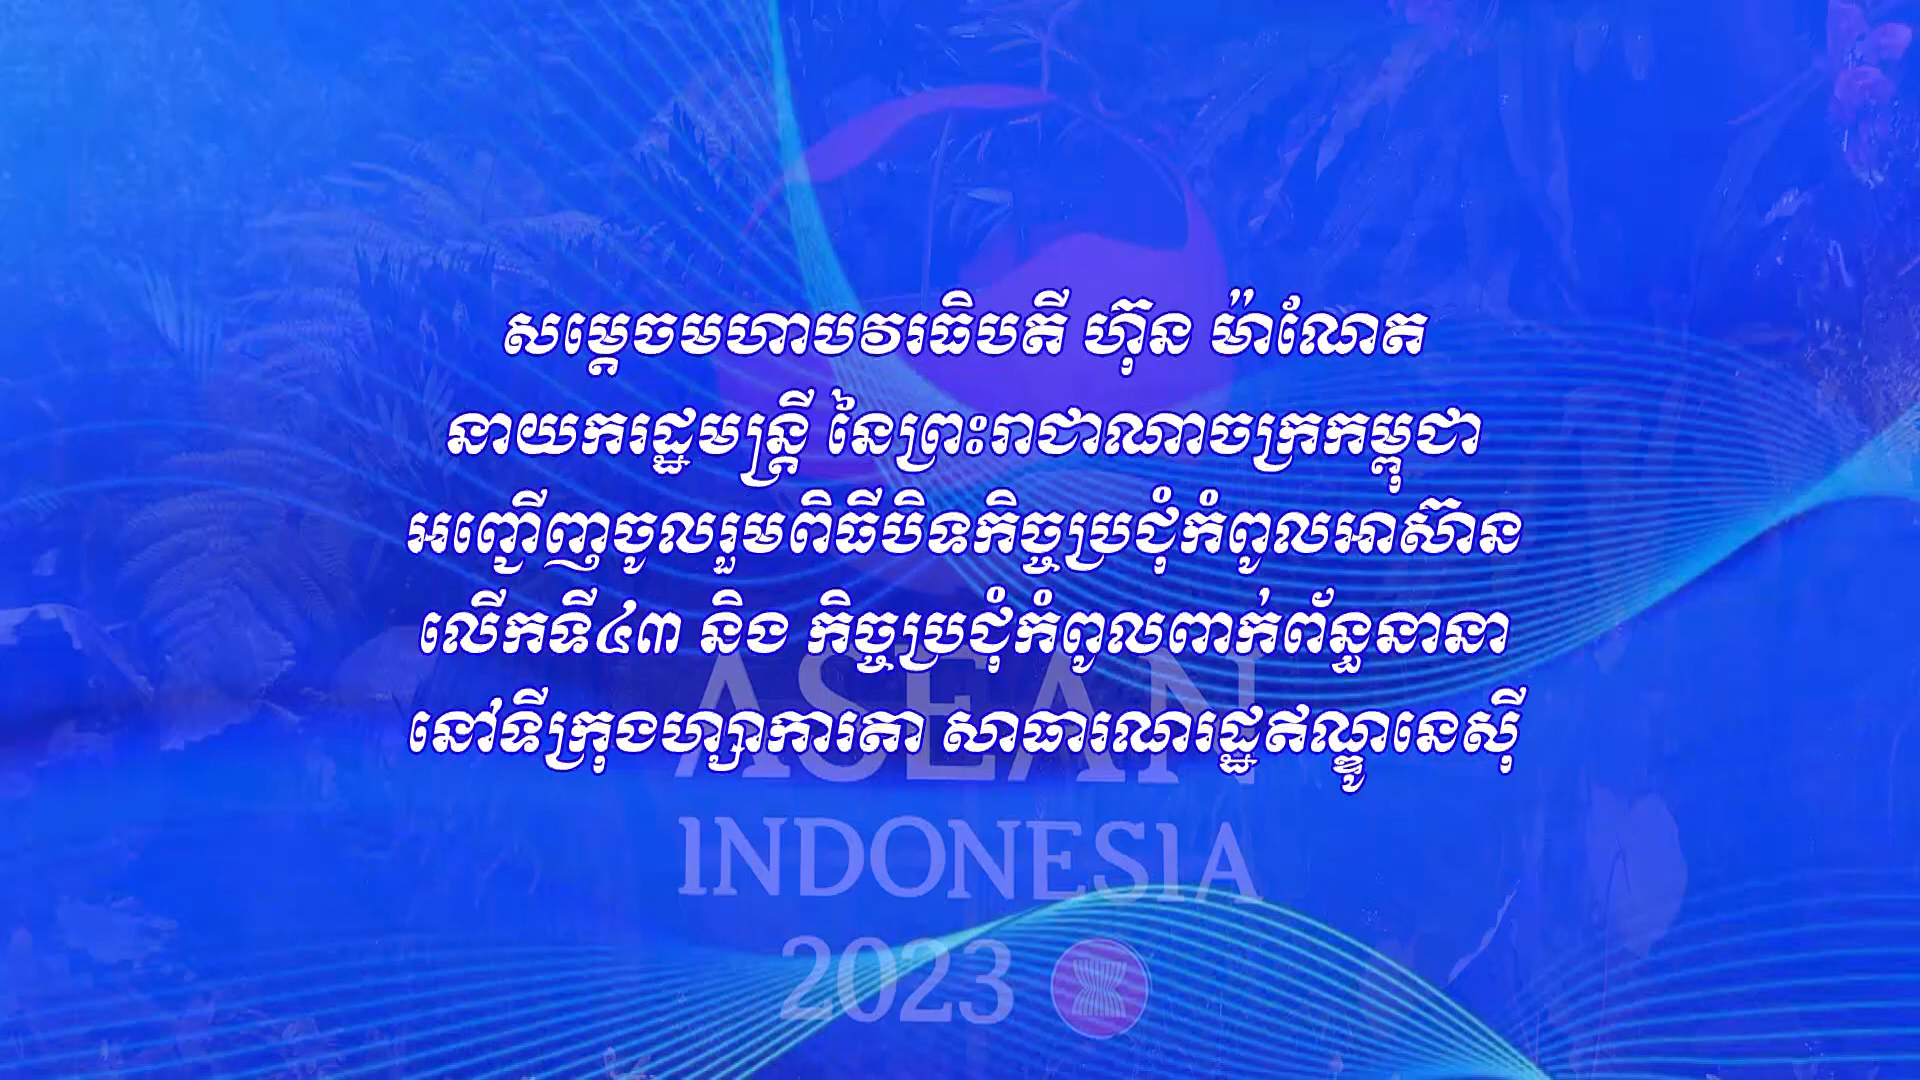 សម្តេចមហាបវរធិបតី ហ៊ុន ម៉ាណែត
នាយករដ្ឋមន្ត្រី នៃព្រះរាជាណាចក្រកម្ពុជា
អញ្ជើញចូលរួមពិធីបិទកិច្ចប្រជុំកំពូលអាស៊ាន
លើកទី៤៣ និង កិច្ចប្រជុំកំពូលពាក់ព័ន្ធនានា
នៅទីក្រុងហ្សាការតា សាធារណរដ្ឋឥណ្ឌូនេស៊ី
ASEAN
INDONESIA
2023